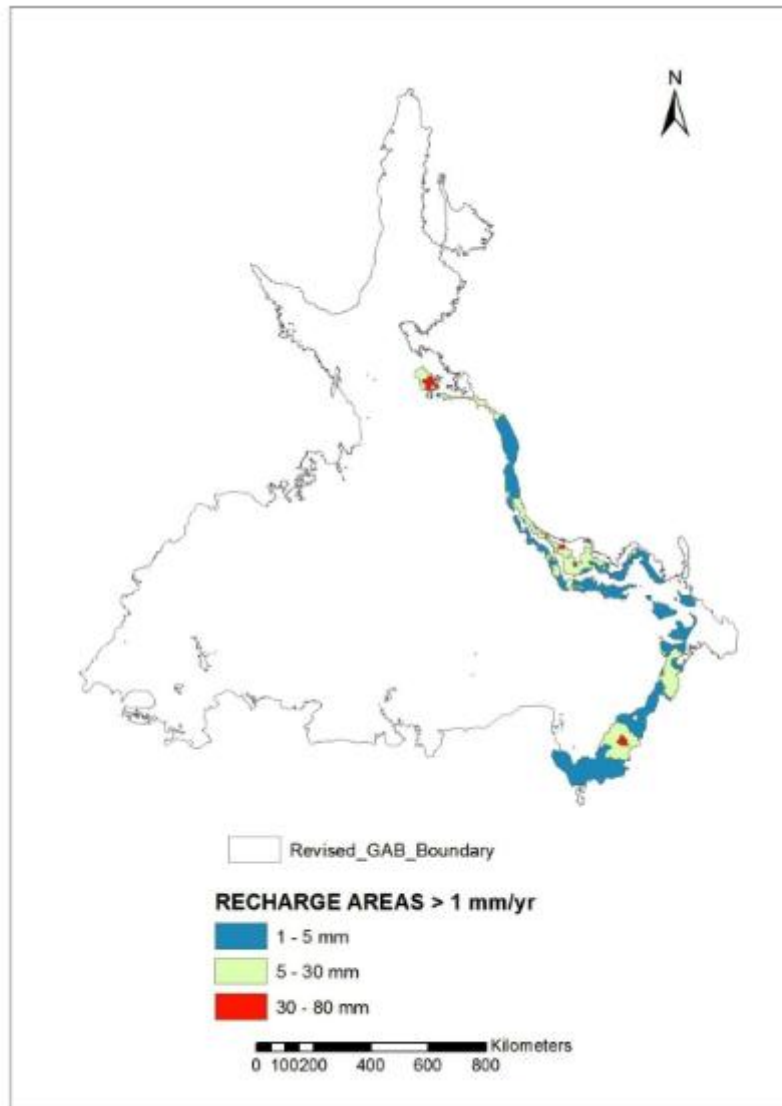 N
Revised_GAB_Boundary
RECHARGE AREAS > 1 mm/yr
1 - 5 mm
5 - 30 mm
30 - 80 mm
Kilometers
0 100200 400 600 800